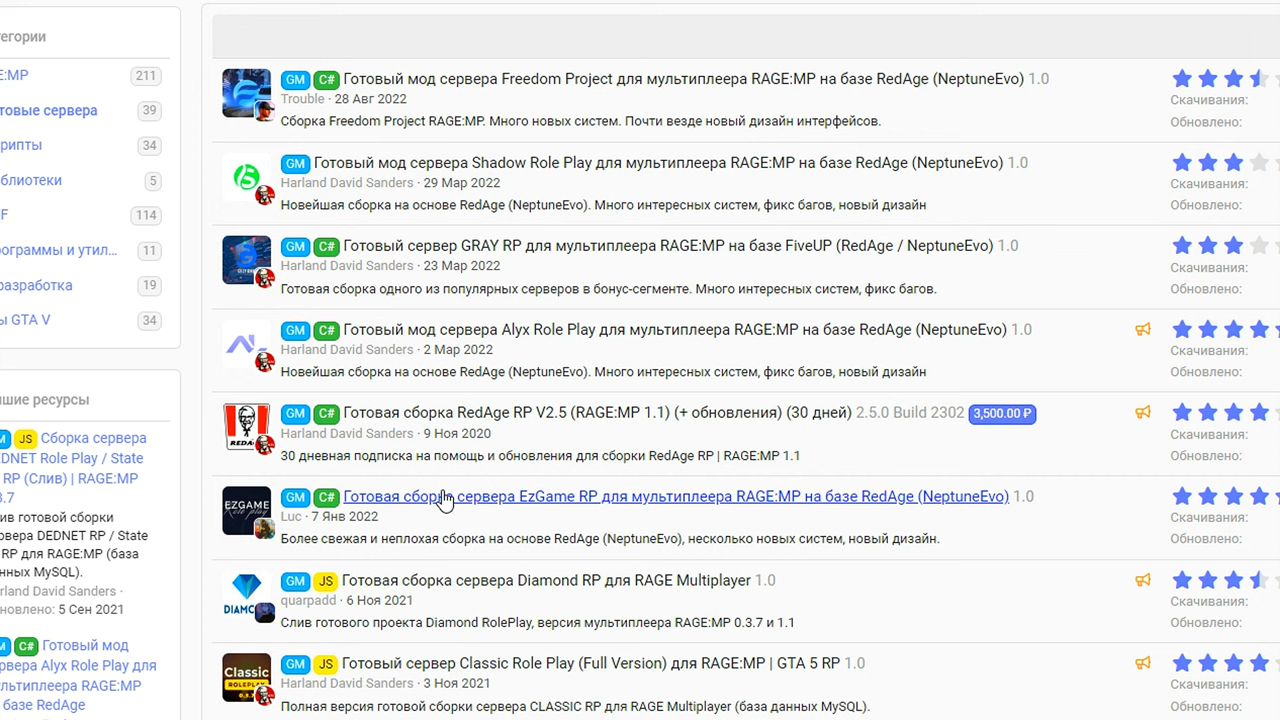 тегории
E:MP 211
товые сервера 39
рипты 34
блиотеки 5
F 114
ограммы и утил... 11
разработка 19
ы GTA V 34
чшие ресурсы
M JS Сборка сервера
EDNET Role Play / State
RP (Слив) | RAGE:MP
3.7
ив готовой сборки
рвера DEDNET RP / State
RP для RAGE:MP (база
нных MySQL).
rland David Sanders ·
новлено: 5 Сен 2021
M C# Готовый мод
рвера Alyx Role Play для
льтиплеера RAGE:MP
базе RedAge
GM C# Готовый мод сервера Freedom Project для мультиплеера RAGE:MP на базе RedAge (NeptuneEvo) 1.0
Trouble · 28 Авг 2022
Сборка Freedom Project RAGE:MP. Много новых систем. Почти везде новый дизайн интерфейсов.
Скачивания:
Обновлено:
GM Готовый мод сервера Shadow Role Play для мультиплеера RAGE:MP на базе RedAge (NeptuneEvo) 1.0
Harland David Sanders · 29 Мар 2022
Новейшая сборка на основе RedAge (NeptuneEvo). Много интересных систем, фикс багов, новый дизайн
Скачивания:
Обновлено:
GM C# Готовый сервер GRAY RP для мультиплеера RAGE:MP на базе FiveUP (RedAge / NeptuneEvo) 1.0
Harland David Sanders · 23 Мар 2022
Готовая сборка одного из популярных серверов в бонус-сегменте. Много интересных систем, фикс багов.
Скачивания:
Обновлено:
GM C# Готовый мод сервера Alyx Role Play для мультиплеера RAGE:MP на базе RedAge (NeptuneEvo) 1.0
Harland David Sanders · 2 Мар 2022
Новейшая сборка на основе RedAge (NeptuneEvo). Много интересных систем, фикс багов, новый дизайн
Скачивания:
Обновлено:
GM C# Готовая сборка RedAge RP V2.5 (RAGE:MP 1.1) (+ обновления) (30 дней) 2.5.0 Build 2302 3,500.00 ₽
Harland David Sanders · 9 Ноя 2020
30 дневная подписка на помощь и обновления для сборки RedAge RP | RAGE:MP 1.1
Скачивания:
Обновлено:
EZGAME
Role play
GM C# Готовая сборка сервера EzGame RP для мультиплеера RAGE:MP на базе RedAge (NeptuneEvo) 1.0
Luc · 7 Янв 2022
Более свежая и неплохая сборка на основе RedAge (NeptuneEvo), несколько новых систем, новый дизайн.
Скачивания:
Обновлено:
GM JS Готовая сборка сервера Diamond RP для RAGE Multiplayer 1.0
quarpadd · 6 Ноя 2021
Слив готового проекта Diamond RolePlay, версия мультиплеера RAGE:MP 0.3.7 и 1.1
Скачивания:
Обновлено:
Classic
ROLEPLAY
GM JS Готовый сервер Classic Role Play (Full Version) для RAGE:MP | GTA 5 RP 1.0
Harland David Sanders · 3 Ноя 2021
Полная версия готовой сборки сервера CLASSIC RP для RAGE Multiplayer (база данных MySQL).
Скачивания:
Обновлено: